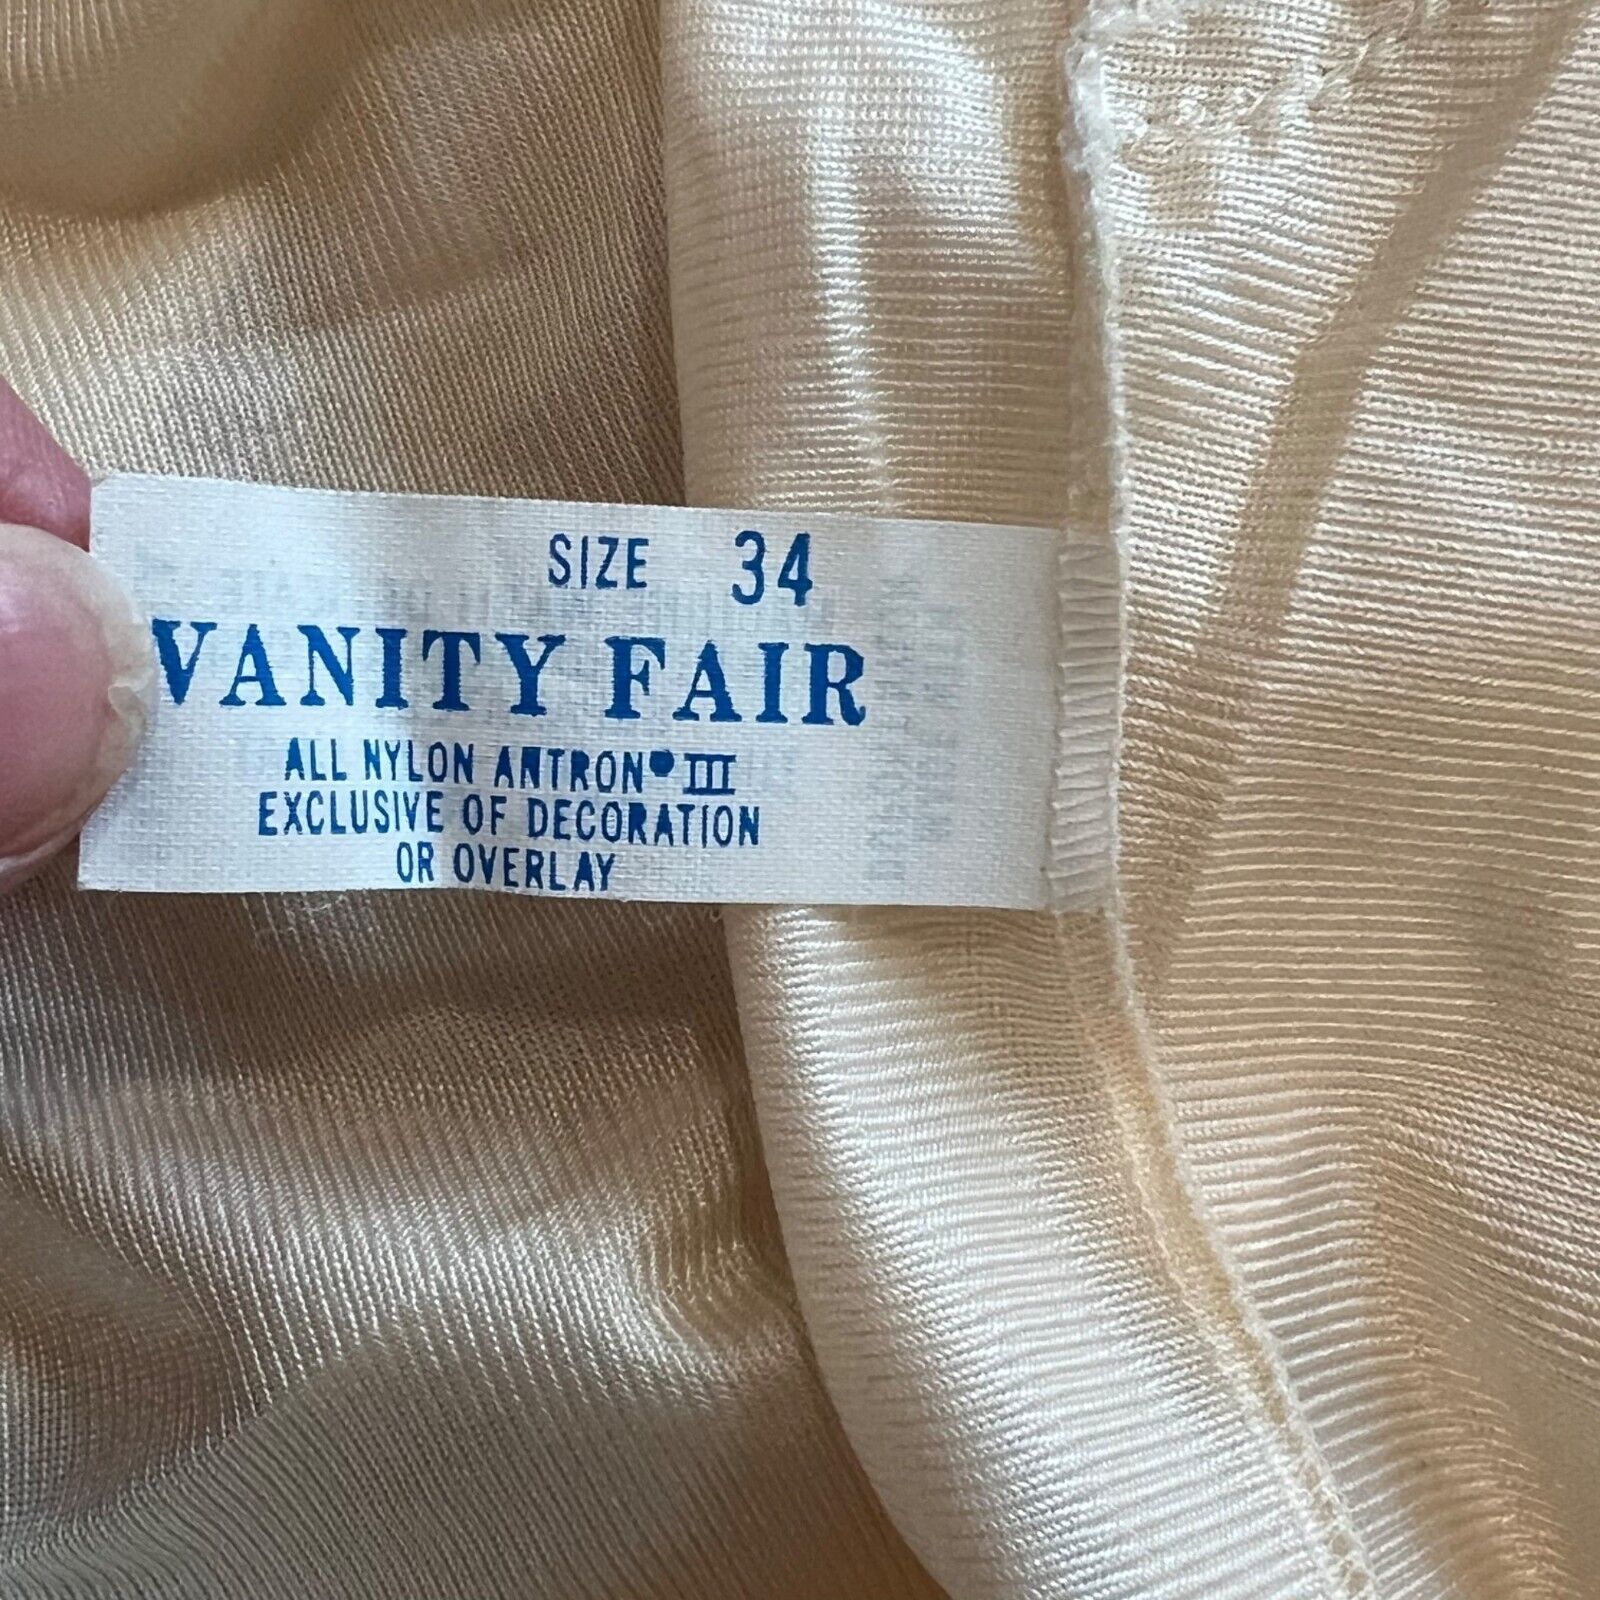 SIZE 34
VANITY FAIR
ALL NYLON ANTRON® III
EXCLUSIVE OF DECORATION
OR OVERLAY